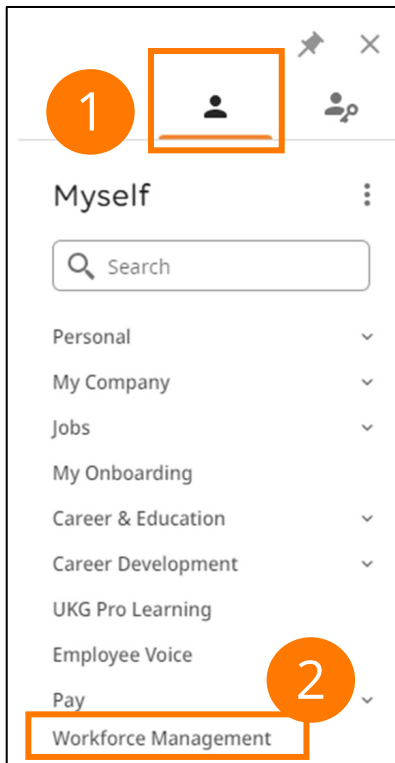 1
Myself
Search
Personal
My Company
Jobs
My Onboarding
Career & Education
Career Development
UKG Pro Learning
Employee Voice
2
Pay
Workforce Management